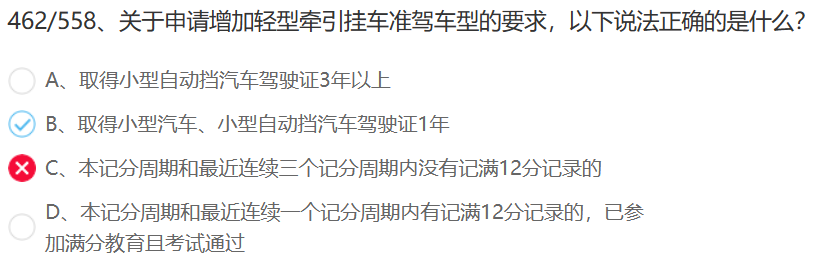 462/558、关于申请增加轻型牵引挂车准驾车型的要求，以下说法正确的是什么？
A、取得小型自动挡汽车驾驶证3年以上
B、取得小型汽车、小型自动挡汽车驾驶证1年
C、本记分周期和最近连续三个记分周期内没有记满12分记录的
D、本记分周期和最近连续一个记分周期内有记满12分记录的，已参
加满分教育且考试通过